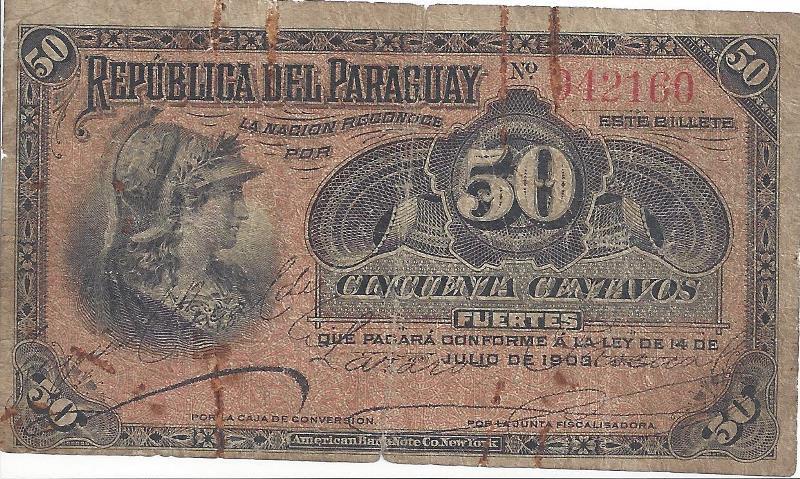 50 50
REPÚBLICA DEL PARAGUAY Nº 942160
LA NACION RECONOCE ESTE BILLETE
POR
50
CINCUENTA CENTAVOS
FUERTES
QUE PAGARÁ CONFORME A LA LEY DE 14 DE
JULIO DE 1903
POR LA CAJA DE CONVERSION POR LA JUNTA FISCALISADORA
50 50
American Bank Note Co. New York